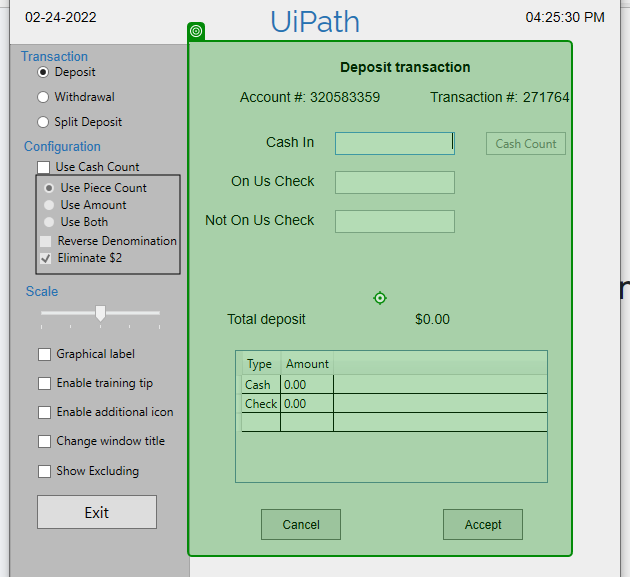 02-24-2022
UiPath
04:25:30 PM
Transaction
Deposit
Withdrawal
Split Deposit
Configuration
Use Cash Count
Use Piece Count
Use Amount
Use Both
Reverse Denomination
Eliminate $2
Scale
Graphical label
Enable training tip
Enable additional icon
Change window title
Show Excluding
Exit
Deposit transaction
Account #: 320583359 Transaction #: 271764
Cash In Cash Count
On Us Check
Not On Us Check
Total deposit $0.00
Type Amount
Cash 0.00
Check 0.00
Cancel Accept